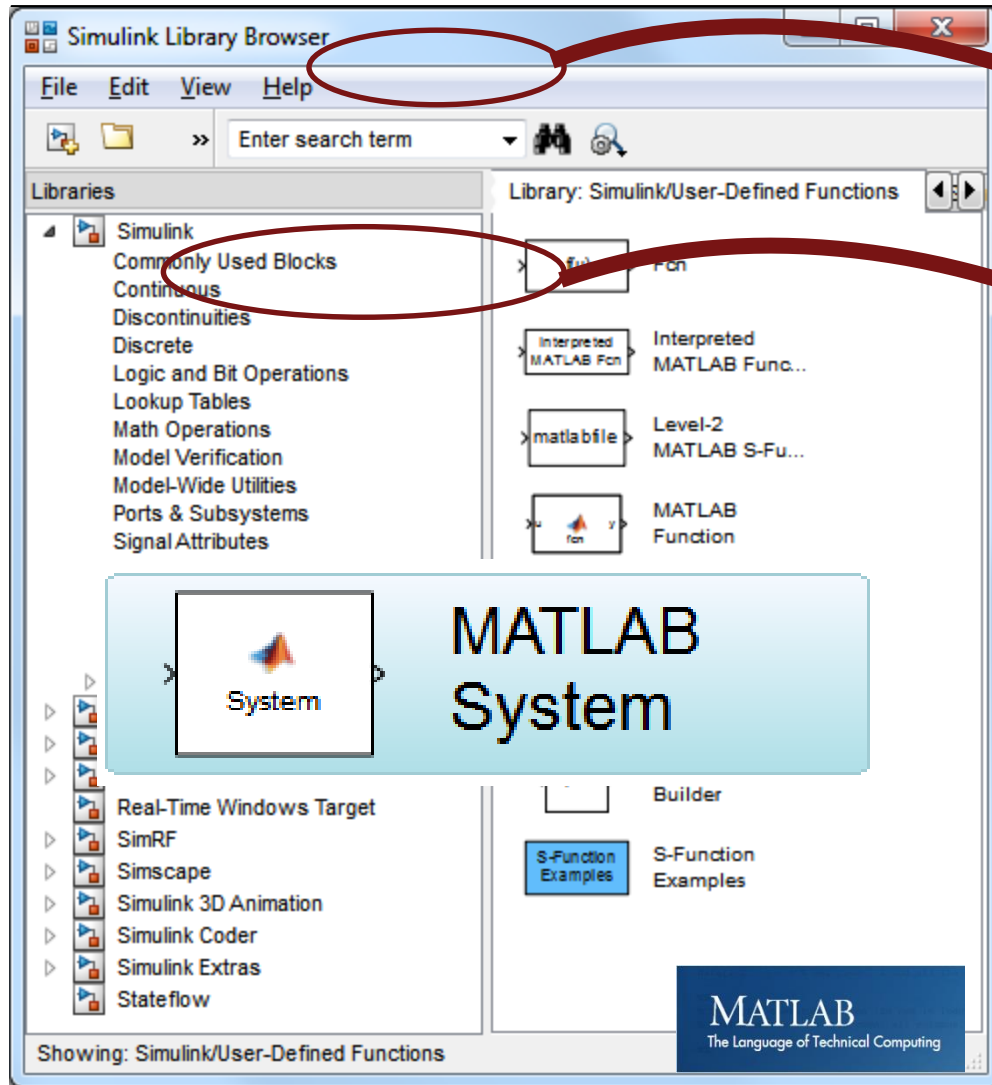 Simulink Library Browser
File Edit View Help
» Enter search term
Libraries
Library: Simulink/User-Defined Functions
Simulink
Commonly Used Blocks
Continuous
Discontinuities
Discrete
Logic and Bit Operations
Lookup Tables
Math Operations
Model Verification
Model-Wide Utilities
Ports & Subsystems
Signal Attributes
Real-Time Windows Target
SimRF
Simscape
Simulink 3D Animation
Simulink Coder
Simulink Extras
Stateflow
Fcn
Interpreted
MATLAB Fcn
Interpreted
MATLAB Func...
matlabfile
Level-2
MATLAB S-Fu...
u y
fcn
MATLAB
Function
System
MATLAB
System
Builder
S-Function
Examples
S-Function
Examples
MATLAB
The Language of Technical Computing
Showing: Simulink/User-Defined Functions